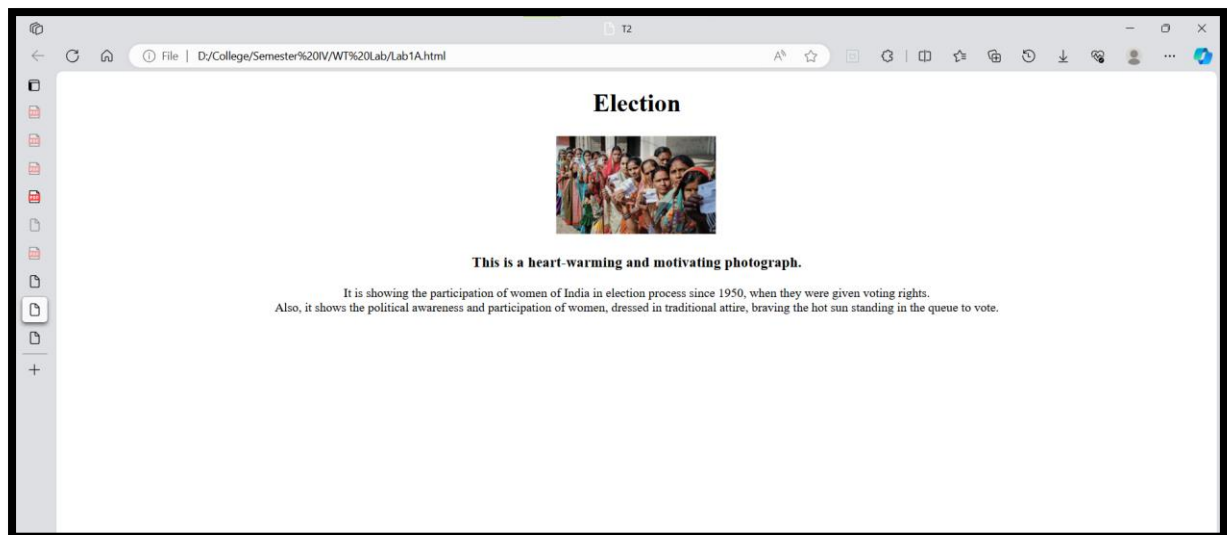 T2
File | D:/College/Semester%20IV/WT%20Lab/Lab1A.html
Election
This is a heart-warming and motivating photograph.
It is showing the participation of women of India in election process since 1950, when they were given voting rights.
Also, it shows the political awareness and participation of women, dressed in traditional attire, braving the hot sun standing in the queue to vote.